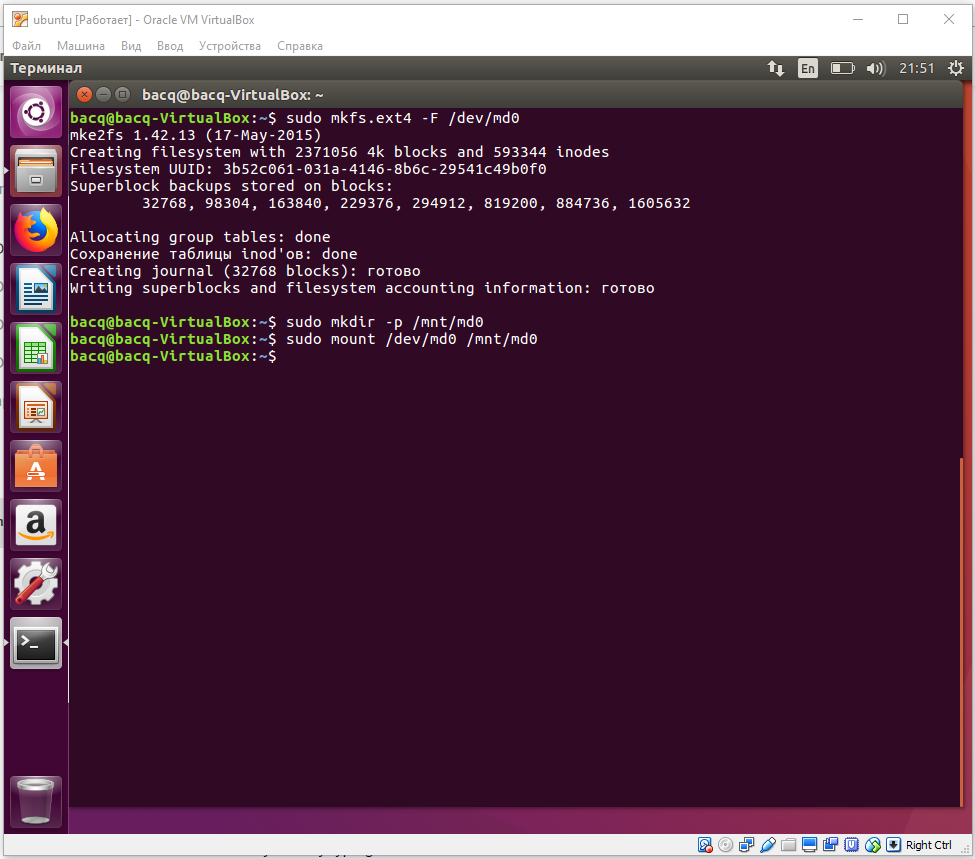 ubuntu [Работает] - Oracle VM VirtualBox
Файл Машина Вид Ввод Устройства Справка
Терминал En 21:51
bacq@bacq-VirtualBox: ~
bacq@bacq-VirtualBox:~$ sudo mkfs.ext4 -F /dev/md0
mke2fs 1.42.13 (17-May-2015)
Creating filesystem with 2371056 4k blocks and 593344 inodes
Filesystem UUID: 3b52c061-031a-4146-8b6c-29541c49b0f0
Superblock backups stored on blocks:
32768, 98304, 163840, 229376, 294912, 819200, 884736, 1605632
Allocating group tables: done
Сохранение таблицы inod'ов: done
Creating journal (32768 blocks): готово
Writing superblocks and filesystem accounting information: готово
bacq@bacq-VirtualBox:~$ sudo mkdir -p /mnt/md0
bacq@bacq-VirtualBox:~$ sudo mount /dev/md0 /mnt/md0
bacq@bacq-VirtualBox:~$
Right Ctrl